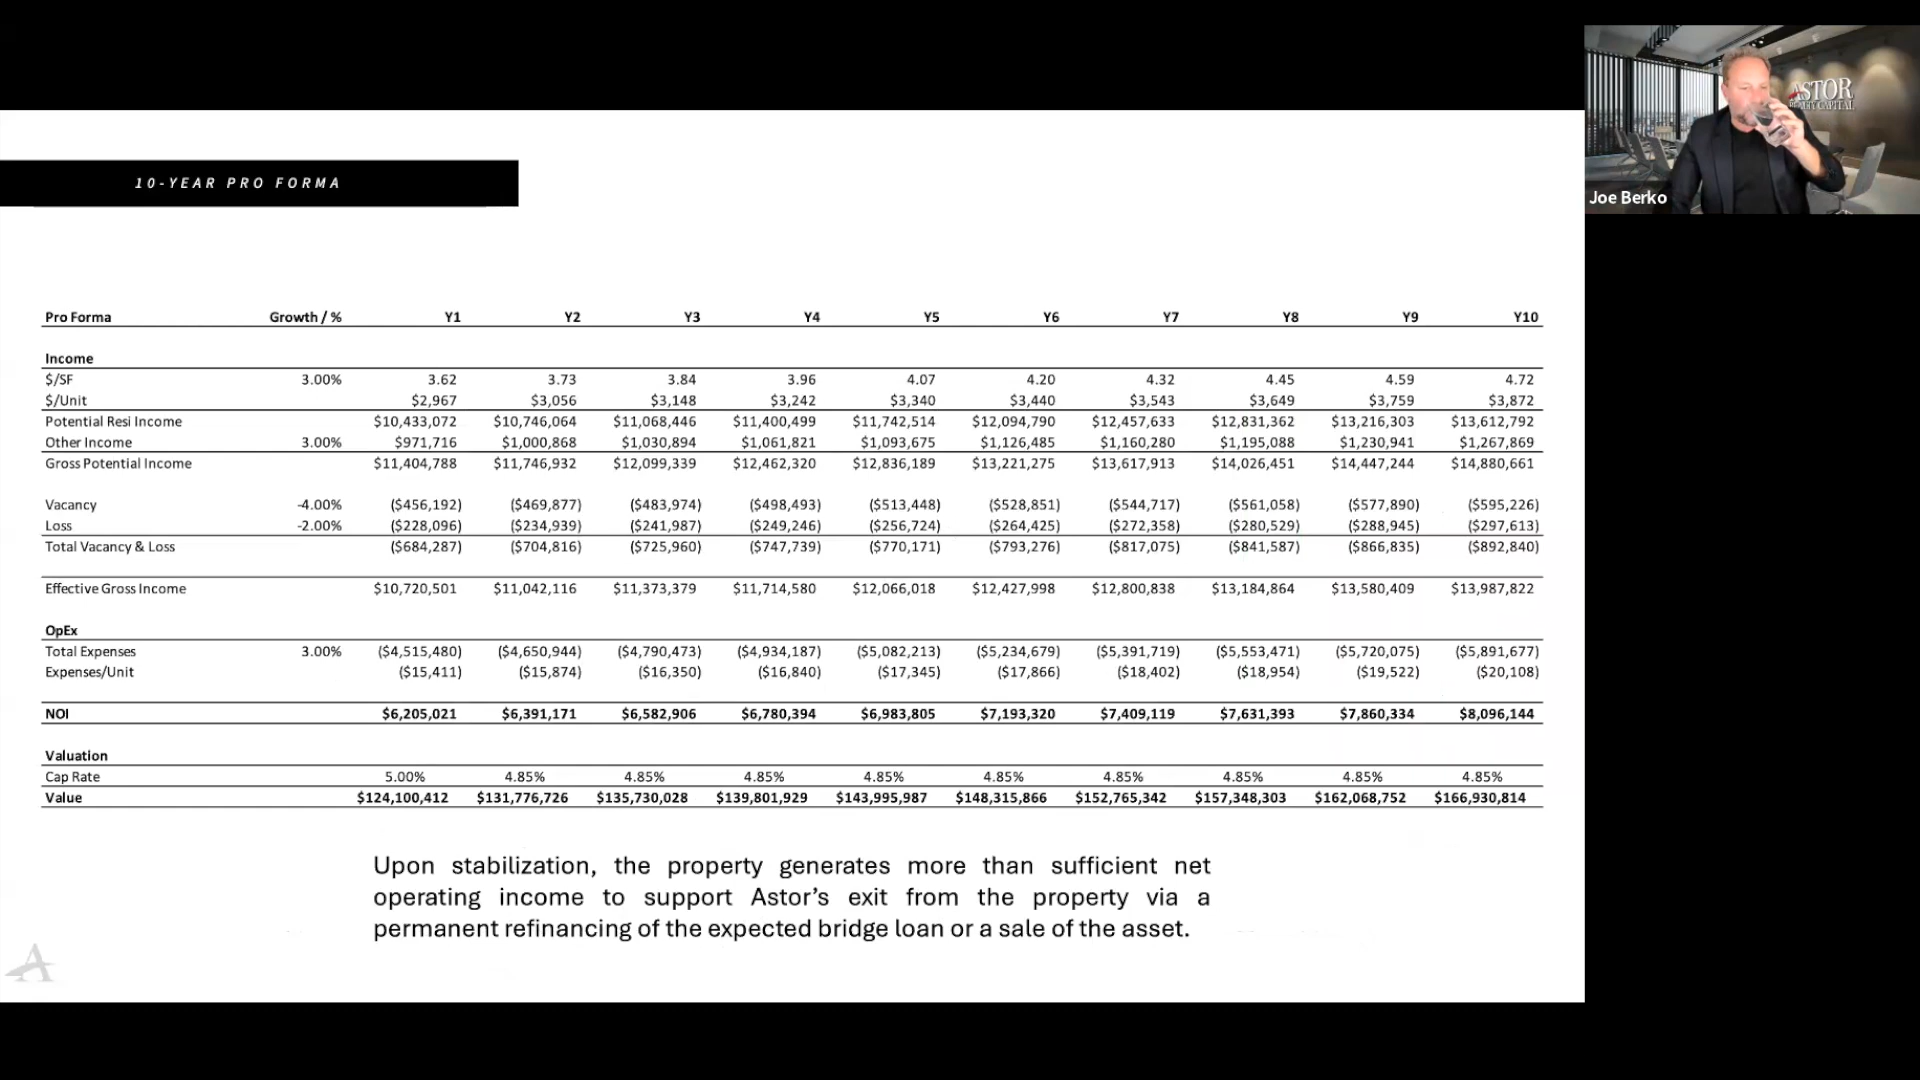 10-YEAR PRO FORMA
ASTOR
REALTY CAPITAL
Joe Berko
Pro Forma Growth / % Y1 Y2 Y3 Y4 Y5 Y6 Y7 Y8 Y9 Y10
Income
$/SF 3.00% 3.62 3.73 3.84 3.96 4.07 4.20 4.32 4.45 4.59 4.72
$/Unit $2,967 $3,056 $3,148 $3,242 $3,340 $3,440 $3,543 $3,649 $3,759 $3,872
Potential Resi Income $10,433,072 $10,746,064 $11,068,446 $11,400,499 $11,742,514 $12,094,790 $12,457,633 $12,831,362 $13,216,303 $13,612,792
Other Income 3.00% $971,716 $1,000,868 $1,030,894 $1,061,821 $1,093,675 $1,126,485 $1,160,280 $1,195,088 $1,230,941 $1,267,869
Gross Potential Income $11,404,788 $11,746,932 $12,099,339 $12,462,320 $12,836,189 $13,221,275 $13,617,913 $14,026,451 $14,447,244 $14,880,661
Vacancy -4.00% ($456,192) ($469,877) ($483,974) ($498,493) ($513,448) ($528,851) ($544,717) ($561,058) ($577,890) ($595,226)
Loss -2.00% ($228,096) ($234,939) ($241,987) ($249,246) ($256,724) ($264,425) ($272,358) ($280,529) ($288,945) ($297,613)
Total Vacancy & Loss ($684,287) ($704,816) ($725,960) ($747,739) ($770,171) ($793,276) ($817,075) ($841,587) ($866,835) ($892,840)
Effective Gross Income $10,720,501 $11,042,116 $11,373,379 $11,714,580 $12,066,018 $12,427,998 $12,800,838 $13,184,864 $13,580,409 $13,987,822
OpEx
Total Expenses 3.00% ($4,515,480) ($4,650,944) ($4,790,473) ($4,934,187) ($5,082,213) ($5,234,679) ($5,391,719) ($5,553,471) ($5,720,075) ($5,891,677)
Expenses/Unit ($15,411) ($15,874) ($16,350) ($16,840) ($17,345) ($17,866) ($18,402) ($18,954) ($19,522) ($20,108)
NOI $6,205,021 $6,391,171 $6,582,906 $6,780,394 $6,983,805 $7,193,320 $7,409,119 $7,631,393 $7,860,334 $8,096,144
Valuation
Cap Rate 5.00% 4.85% 4.85% 4.85% 4.85% 4.85% 4.85% 4.85% 4.85% 4.85%
Value $124,100,412 $131,776,726 $135,730,028 $139,801,929 $143,995,987 $148,315,866 $152,765,342 $157,348,303 $162,068,752 $166,930,814
Upon stabilization, the property generates more than sufficient net
operating income to support Astor's exit from the property via a
permanent refinancing of the expected bridge loan or a sale of the asset.